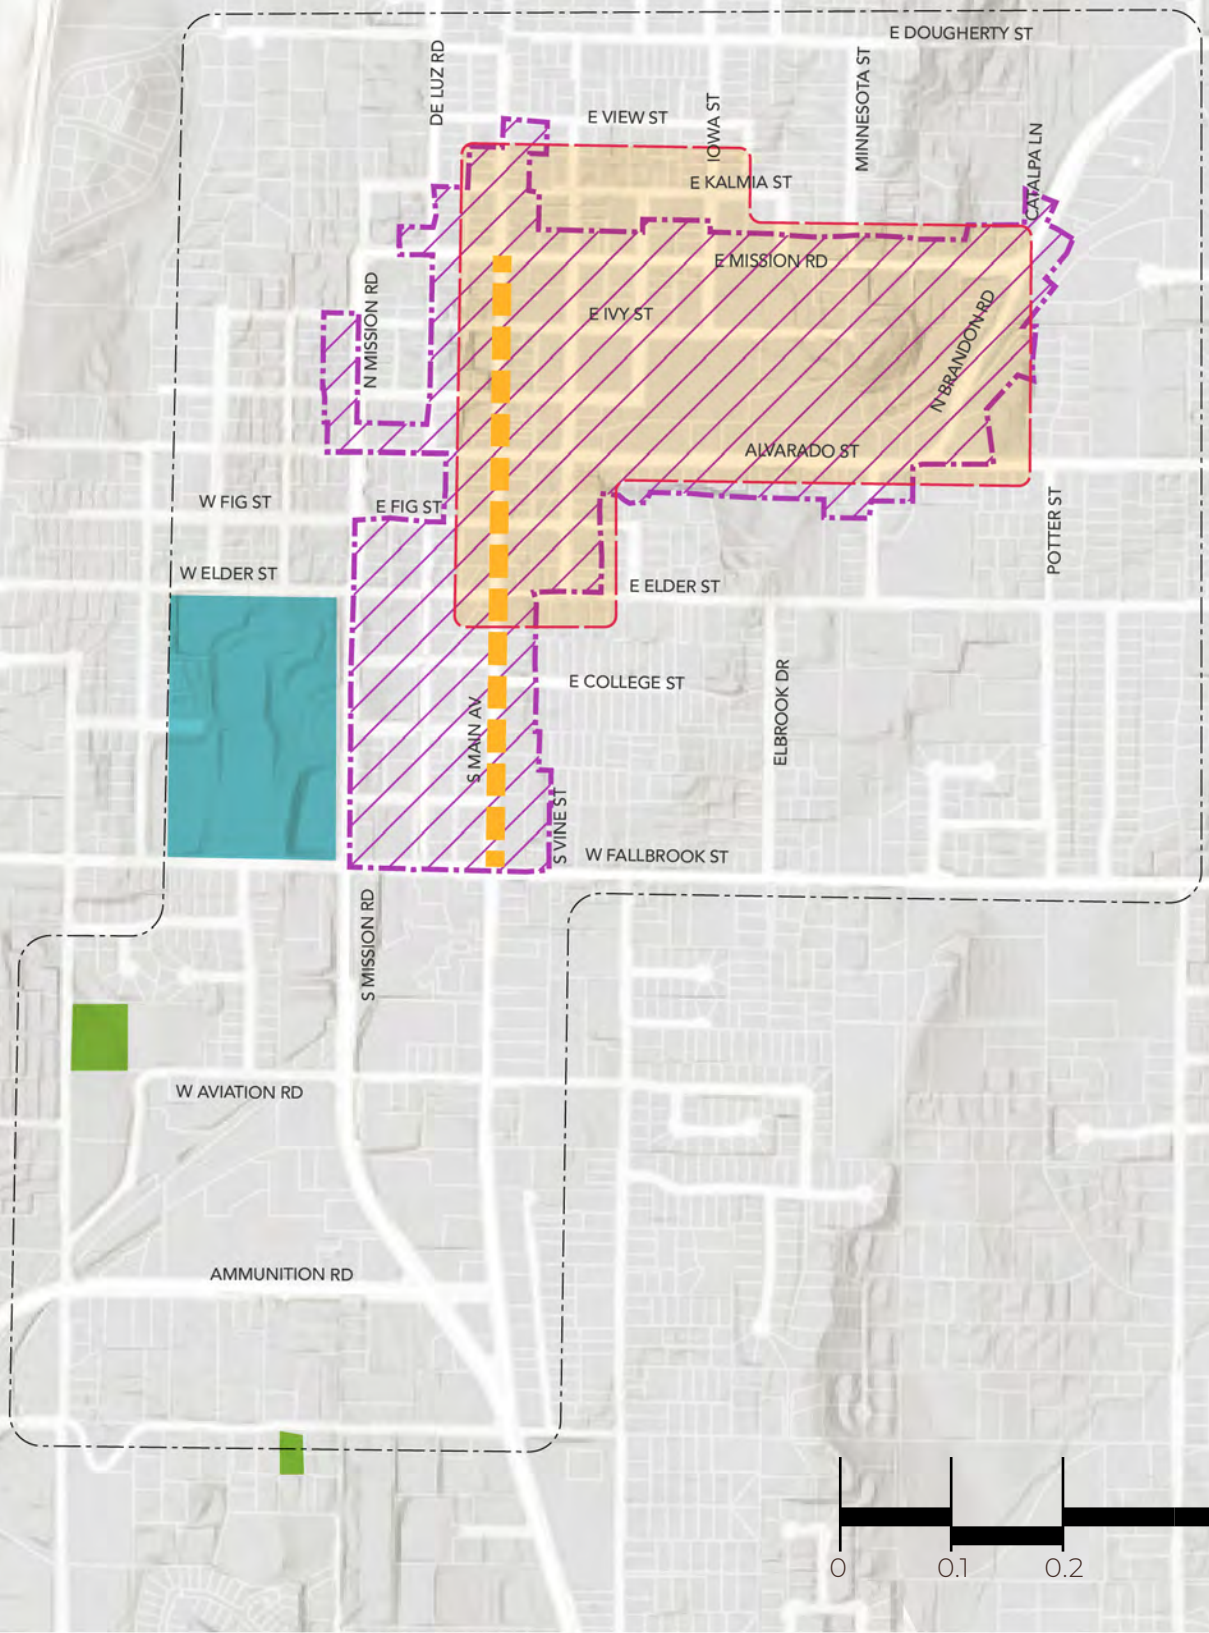 E DOUGHERTY ST
DE LUZ RD
MINNESOTA ST
E VIEW ST
IOWA ST
CATALPA LN
E KALMIA ST
E MISSION RD
N MISSION RD
E IVY ST
N BRANDON RD
ALVARADO ST
W FIG ST
E FIG ST
POTTER ST
W ELDER ST
E ELDER ST
E COLLEGE ST
ELBROOK DR
S MAIN AV
S VINE ST
W FALLBROOK ST
S MISSION RD
W AVIATION RD
AMMUNITION RD
0 0.1 0.2